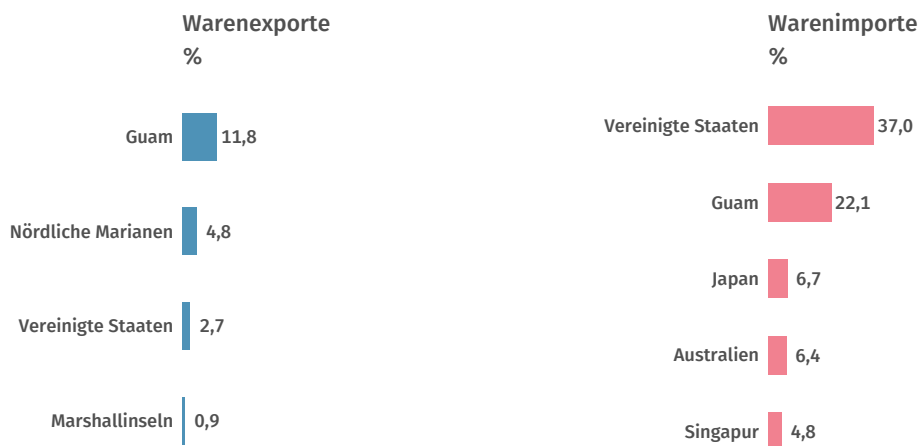 Warenexporte
%
Guam 11,8
Nördliche Marianen 4,8
Vereinigte Staaten 2,7
Marshallinseln 0,9
Warenimporte
%
Vereinigte Staaten 37,0
Guam 22,1
Japan 6,7
Australien 6,4
Singapur 4,8